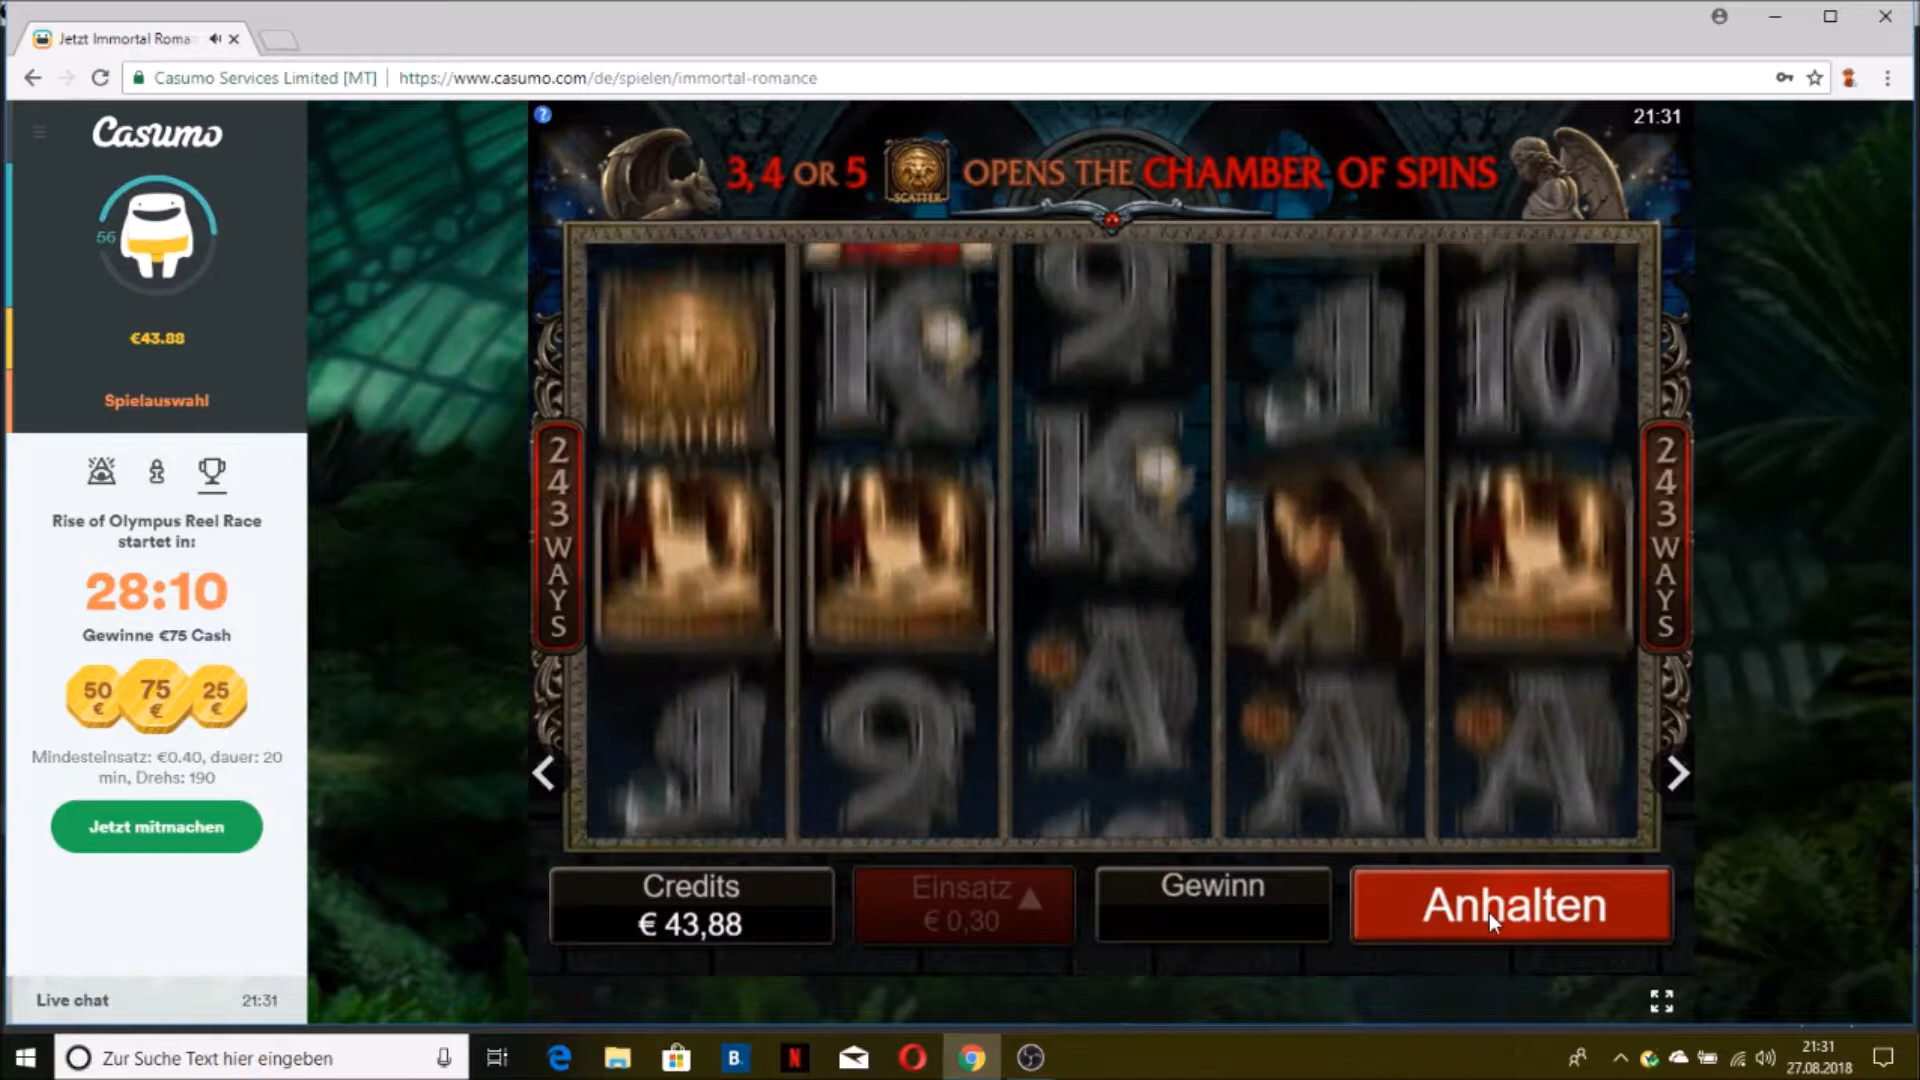 Jetzt Immortal Roma
Casumo Services Limited [MT]
https://www.casumo.com/de/spielen/immortal-romance
Casumo
56
€43.88
Spielauswahl
Rise of Olympus Reel Race
startet in:
28:10
Gewinne €75 Cash
50
€
75
€
25
€
Mindesteinsatz: €0.40, dauer: 20
min, Drehs: 190
Jetzt mitmachen
Live chat
21:31
?
21:31
3, 4 OR 5
SCATTER
OPENS THE CHAMBER OF SPINS
243 WAYS
243 WAYS
K
9
J
10
K
J
9
A
A
A
Credits
€ 43,88
Einsatz
€ 0,30
Gewinn
Anhalten
Zur Suche Text hier eingeben
B.
N
21:31
27.08.2018